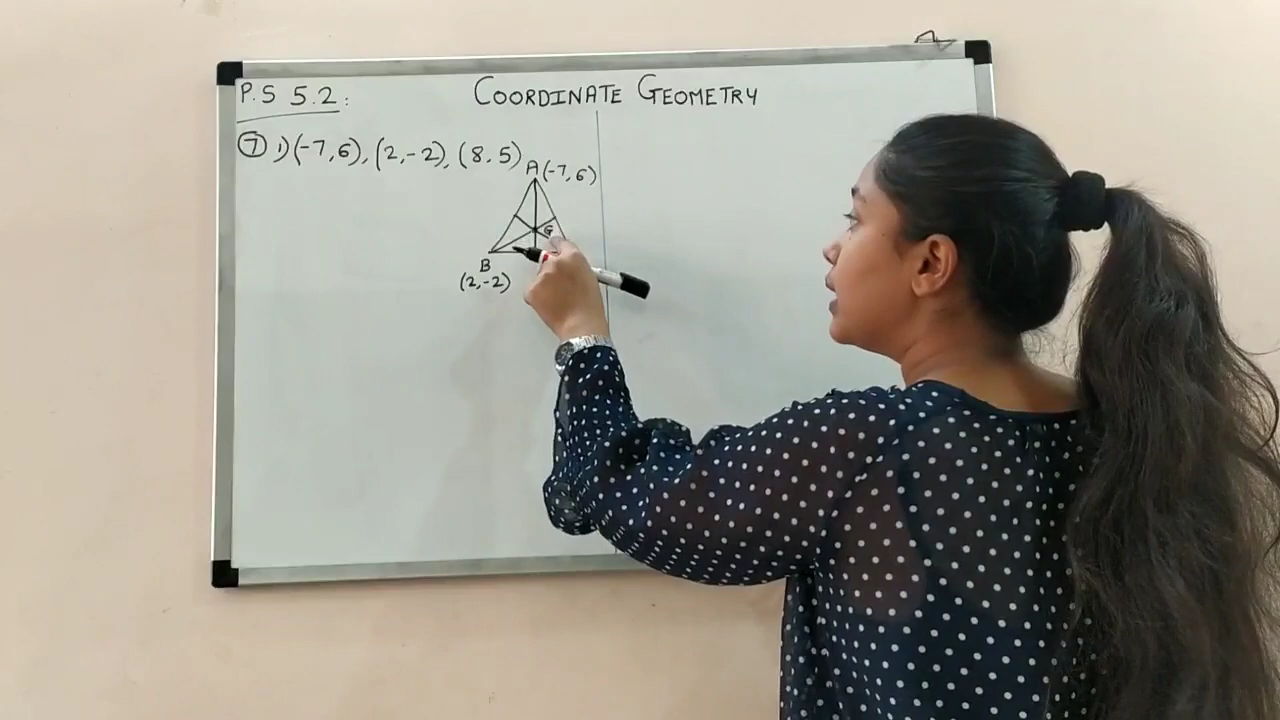 P.S 5.2:
COORDINATE GEOMETRY
⑦ 1) (-7,6), (2,-2), (8,5)
A (-7,6)
G
B
(2,-2)